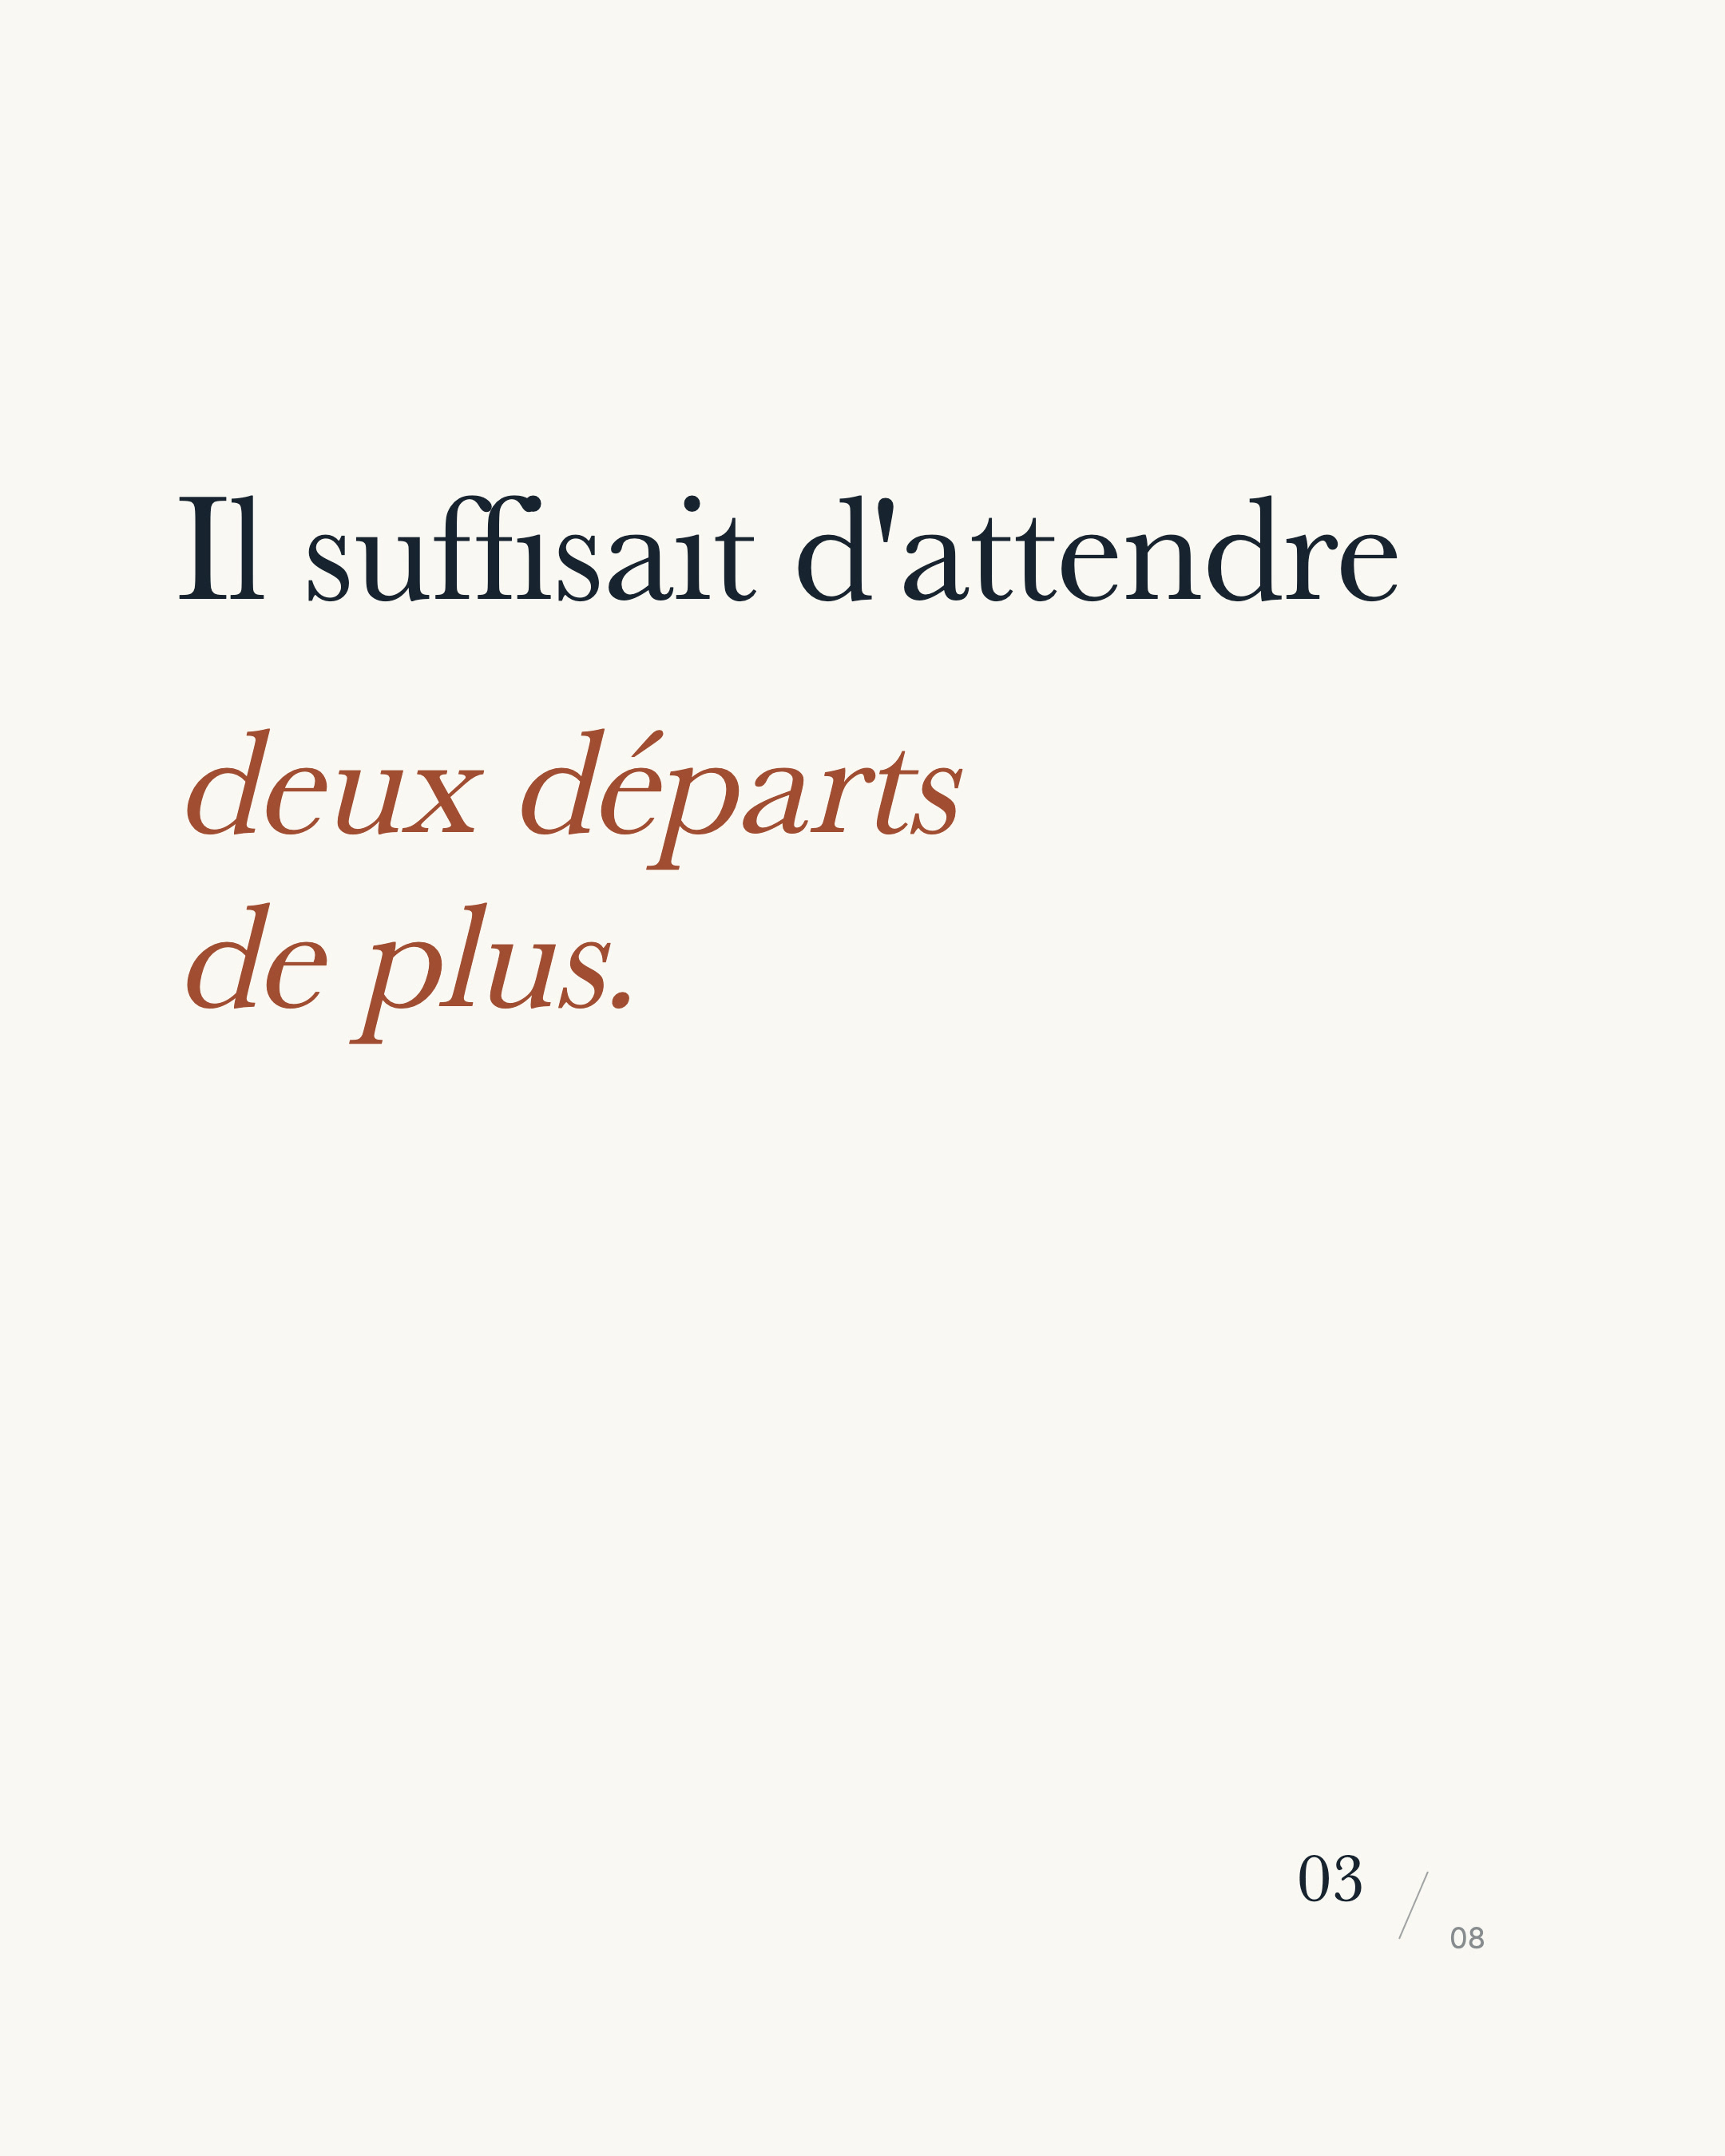 Il suffisait d'attendre
deux départs
de plus.
03 / 08